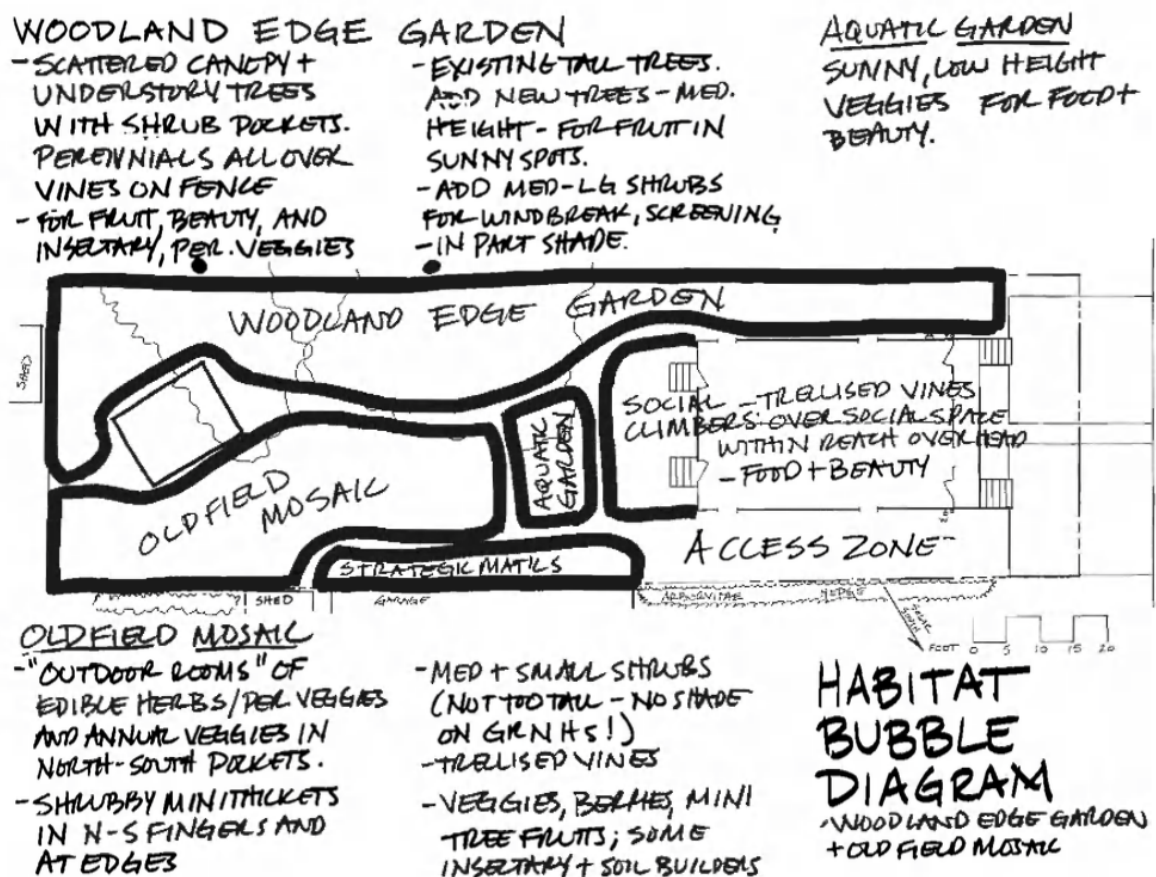 WOODLAND EDGE GARDEN
- SCATTERED CANOPY +
UNDERSTORY TREES
WITH SHRUB POCKETS.
PERENNIALS ALL OVER
VINES ON FENCE
- FOR FRUIT, BEAUTY, AND
INSECTARY, PER. VEGGIES
- EXISTING TALL TREES.
ADD NEW TREES - MED.
HEIGHT - FOR FRUIT IN
SUNNY SPOTS.
- ADD MED-LG SHRUBS
FOR WINDBREAK, SCREENING
- IN PART SHADE.
AQUATIC GARDEN
SUNNY, LOW HEIGHT
VEGGIES FOR FOOD +
BEAUTY.
WOODLAND EDGE GARDEN
SHED
SOCIAL - TRELLISED VINES
CLIMBERS: OVER SOCIAL SPACE
WITHIN REACH OVERHEAD
- FOOD + BEAUTY
AQUATIC
GARDEN
OLDFIELD
MOSAIC
ACCESS ZONE
STRATEGIC MATLS
SHED
GARAGE
ARBORVITAE HEDGE
SOLAR
SOUTH
FOOT 0 5 10 15 20
OLDFIELD MOSAIC
- "OUTDOOR ROOMS" OF
EDIBLE HERBS/PER VEGGIES
AND ANNUAL VEGGIES IN
NORTH-SOUTH POCKETS.
- SHRUBBY MINITHICKETS
IN N-S FINGERS AND
AT EDGES
- MED + SMALL SHRUBS
(NOT TOO TALL - NO SHADE
ON GRNHS!)
- TRELLISED VINES
- VEGGIES, BERRIES, MINI
TREE FRUITS; SOME
INSECTARY + SOIL BUILDERS
HABITAT
BUBBLE
DIAGRAM
- WOODLAND EDGE GARDEN
+ OLD FIELD MOSAIC